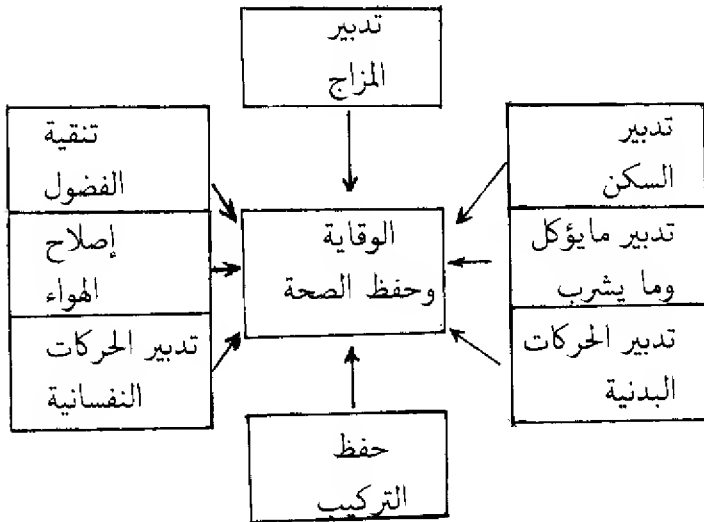 تدبير
المزاج
تدبير
السكن
تدبير مايؤكل
وما يشرب
تدبير الحركات
البدنية
الوقاية
وحفظ الصحة
تنقية
الفضول
إصلاح
الهواء
تدبير الحركات
النفسانية
حفظ
التركيب